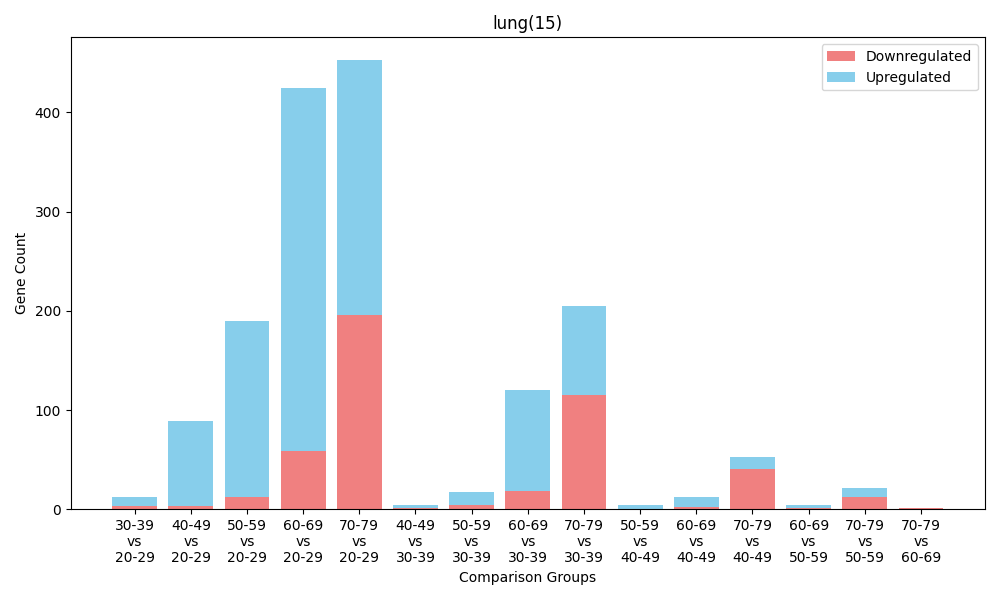 lung(15)
Downregulated
Upregulated
Gene Count
400
300
200
100
0
30-39
vs
20-29
40-49
vs
20-29
50-59
vs
20-29
60-69
vs
20-29
70-79
vs
20-29
40-49
vs
30-39
50-59
vs
30-39
60-69
vs
30-39
70-79
vs
30-39
50-59
vs
40-49
60-69
vs
40-49
70-79
vs
40-49
60-69
vs
50-59
70-79
vs
50-59
70-79
vs
60-69
Comparison Groups